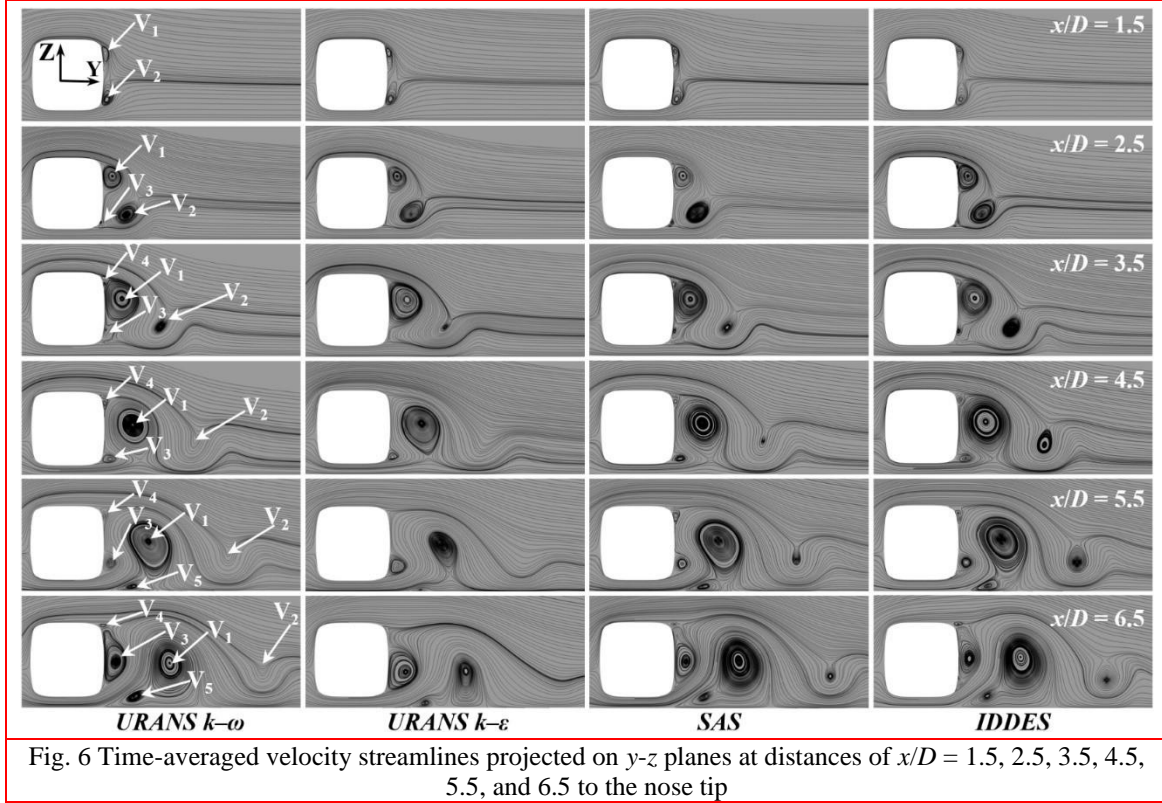 V1 x/D = 1.5
Z
Y V2
V1 x/D = 2.5
V3 V2
V4 V1 x/D = 3.5
V2
V3
V4 V1 x/D = 4.5
V2
V3
V4 V1 x/D = 5.5
V3 V2
V5
V4 x/D = 6.5
V3 V1 V2
V5
URANS k–ω URANS k–ε SAS IDDES
Fig. 6 Time-averaged velocity streamlines projected on y-z planes at distances of x/D = 1.5, 2.5, 3.5, 4.5,
5.5, and 6.5 to the nose tip